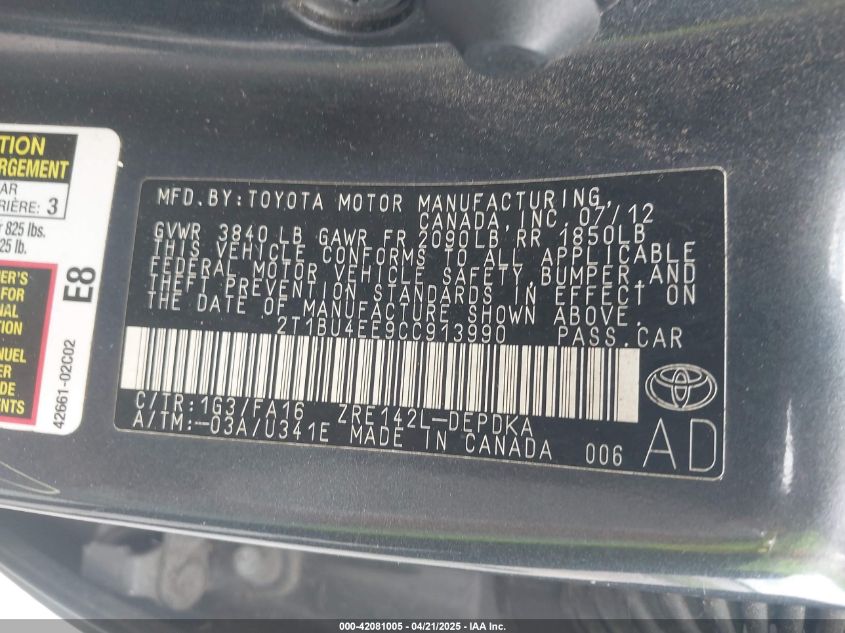 TION
RGEMENT
AR
RIÈRE: 3
r 825 lbs.
25 lb.
ER'S
FOR
NAL
TION
NUEL
ER
DE
ENTS
E8
42661-02C02
MFD.BY:TOYOTA MOTOR MANUFACTURING,
CANADA,INC. 07/12
GVWR 3840 LB GAWR FR 2090LB RR 1850LB
THIS VEHICLE CONFORMS TO ALL APPLICABLE
FEDERAL MOTOR VEHICLE SAFETY,BUMPER,AND
THEFT PREVENTION STANDARDS IN EFFECT ON
THE DATE OF MANUFACTURE SHOWN ABOVE.
2T1BU4EE9CC913990 PASS.CAR
C/TR:1G3/FA16 ZRE142L-DEPDKA
A/TM:-03A/U341E MADE IN CANADA 006
AD
000-42081005 - 04/21/2025 - IAA Inc.